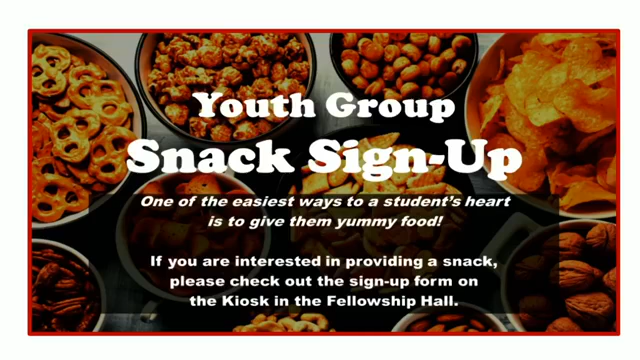 Youth Group
Snack Sign-Up
One of the easiest ways to a student's heart
is to give them yummy food!
If you are interested in providing a snack,
please check out the sign-up form on
the Kiosk in the Fellowship Hall.